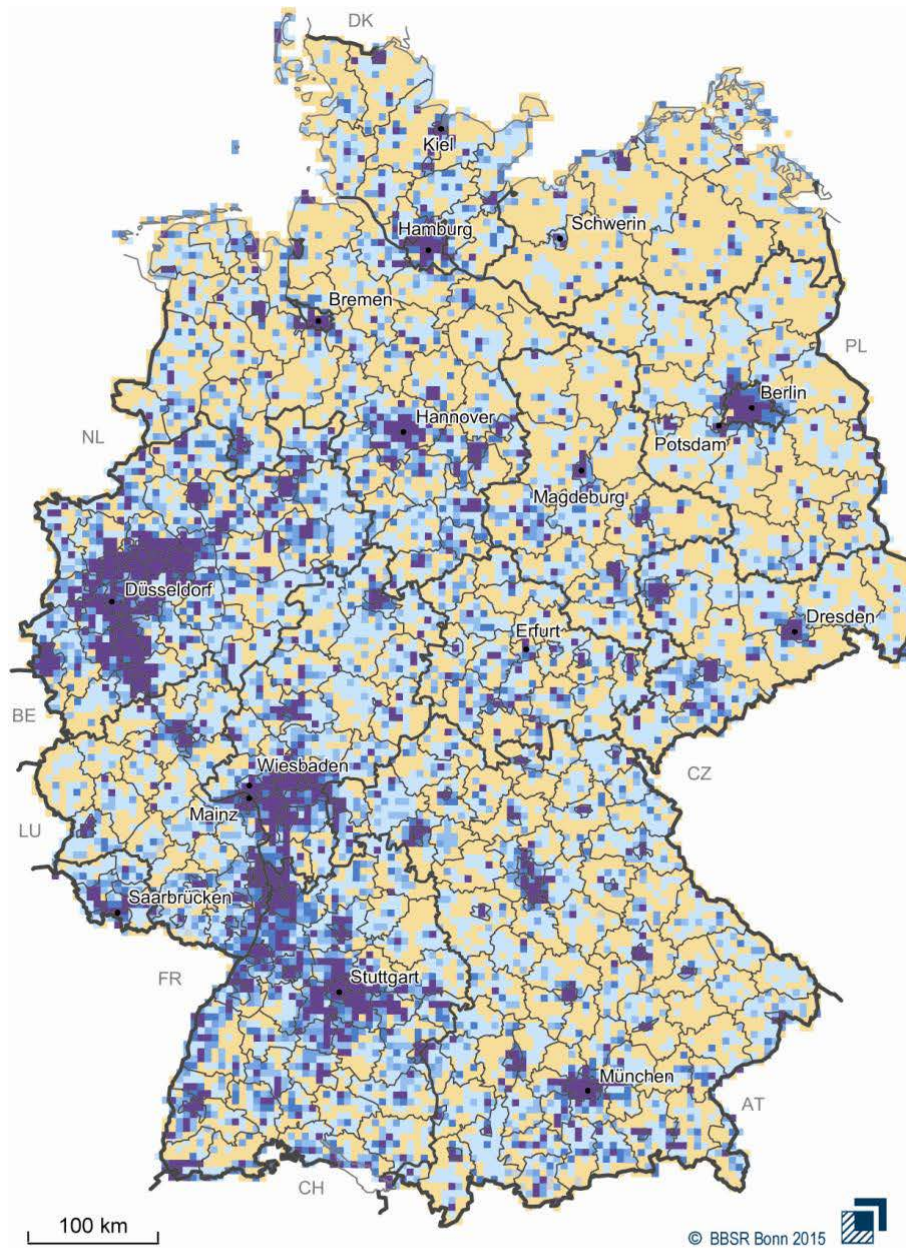 DK
Kiel
Hamburg
Schwerin
Bremen
PL
Berlin
Hannover
NL
Potsdam
Magdeburg
Düsseldorf
Dresden
Erfurt
BE
Wiesbaden
CZ
Mainz
LU
Saarbrücken
FR
Stuttgart
München
AT
CH
100 km
© BBSR Bonn 2015